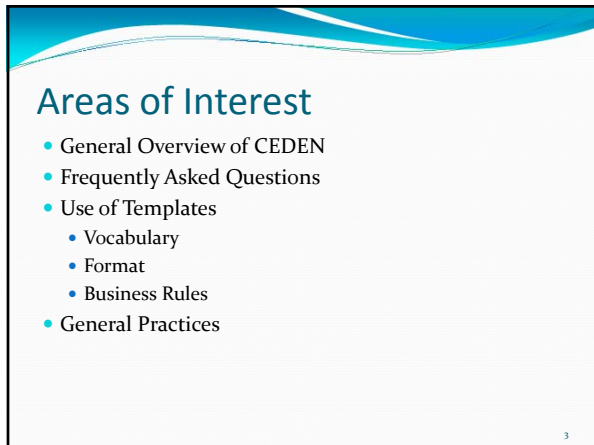 Areas of Interest
• General Overview of CEDEN
• Frequently Asked Questions
• Use of Templates
• Vocabulary
• Format
• Business Rules
• General Practices
3